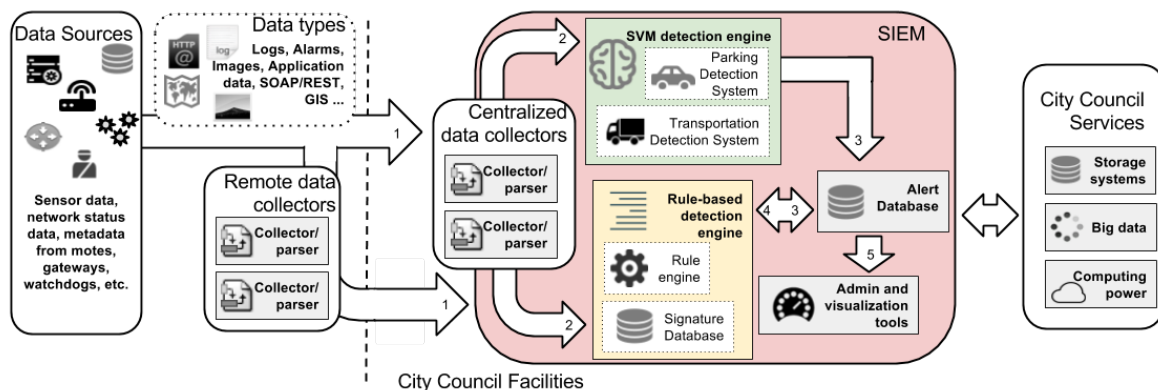 Data Sources
Sensor data,
network status
data, metadata
from motes,
gateways,
watchdogs, etc.
Data types
HTTP
@
log
Logs, Alarms,
Images, Application
data, SOAP/REST,
GIS ...
Remote data
collectors
Collector/
parser
Collector/
parser
1
1
Centralized
data collectors
Collector/
parser
Collector/
parser
2
2
SIEM
SVM detection engine
Parking
Detection
System
Transportation
Detection System
3
Rule-based
detection
engine
Rule
engine
Signature
Database
4 3
Alert
Database
5
Admin and
visualization
tools
City Council
Services
Storage
systems
Big data
Computing
power
City Council Facilities